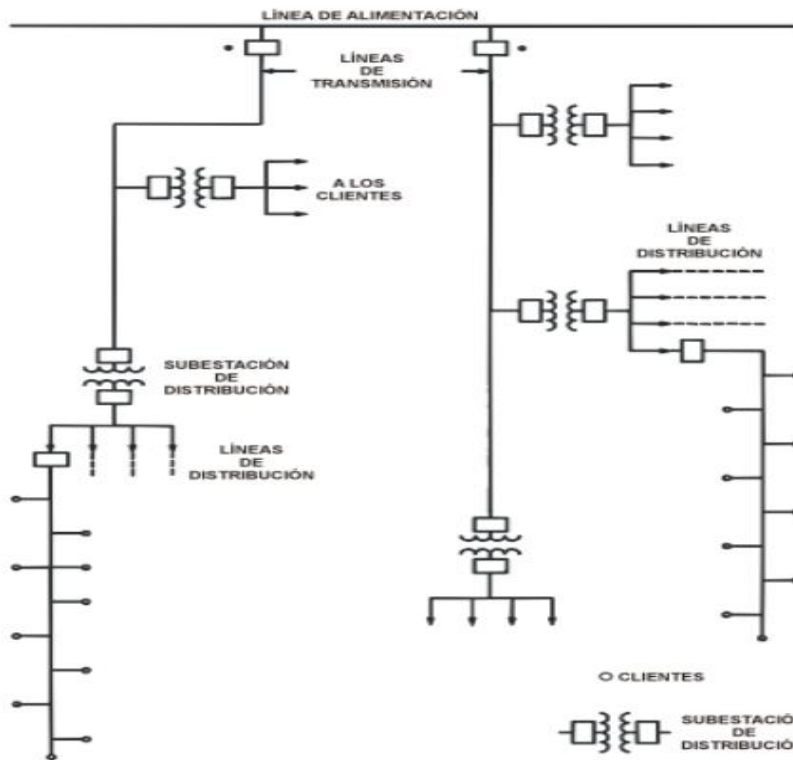 LÍNEA DE ALIMENTACIÓN
LÍNEAS
DE
TRANSMISIÓN
A LOS
CLIENTES
LÍNEAS
DE
DISTRIBUCIÓN
SUBESTACIÓN
DE
DISTRIBUCIÓN
LÍNEAS
DE
DISTRIBUCIÓN
O CLIENTES
SUBESTACIÓ
DE
DISTRIBUCIÓ